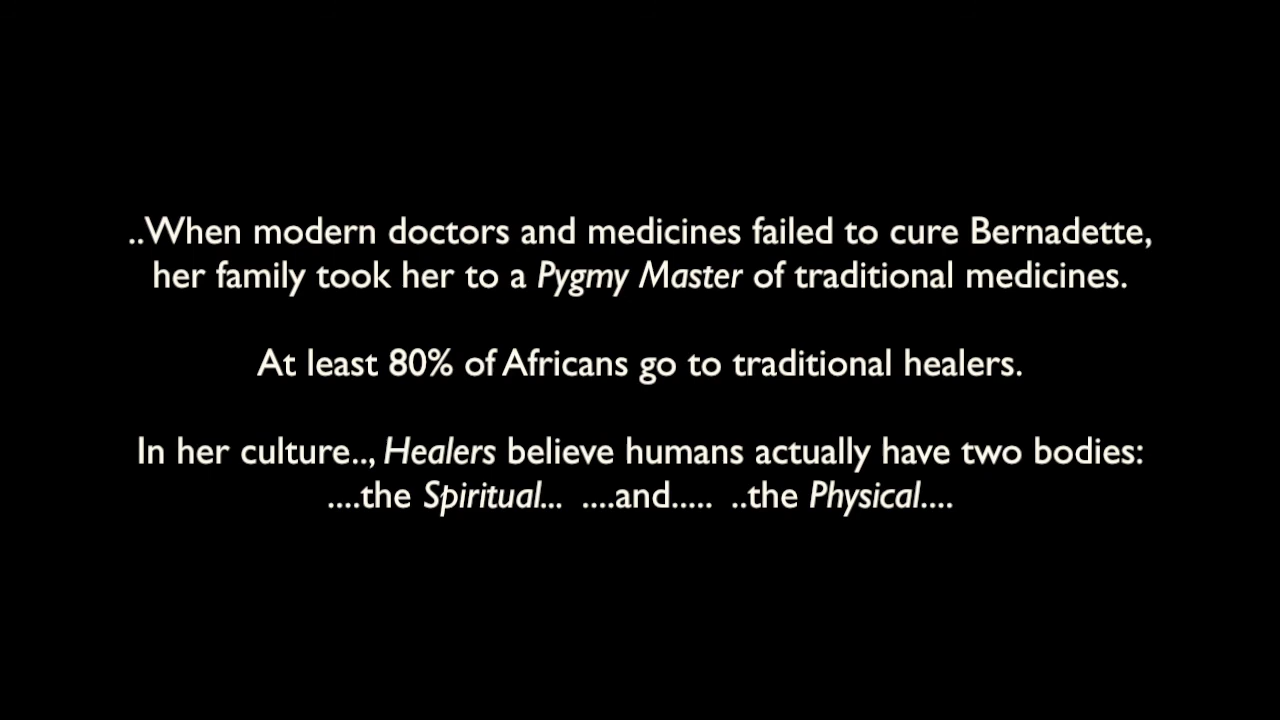 ..When modern doctors and medicines failed to cure Bernadette,
her family took her to a Pygmy Master of traditional medicines.
At least 80% of Africans go to traditional healers.
In her culture.., Healers believe humans actually have two bodies:
....the Spiritual... ....and..... ..the Physical....